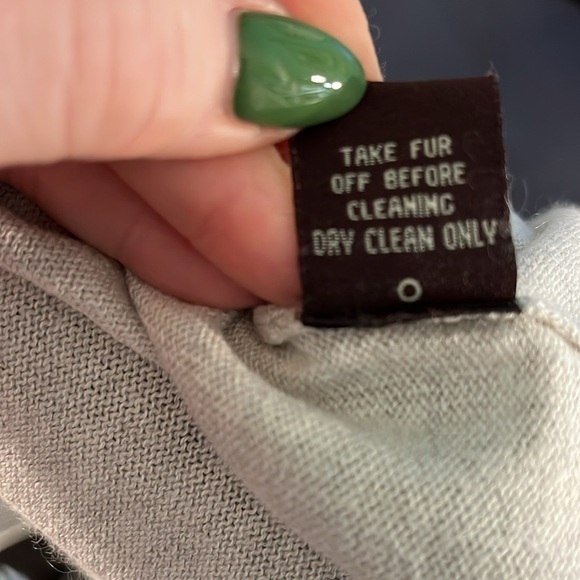 TAKE FUR
OFF BEFORE
CLEANING
DRY CLEAN ONLY